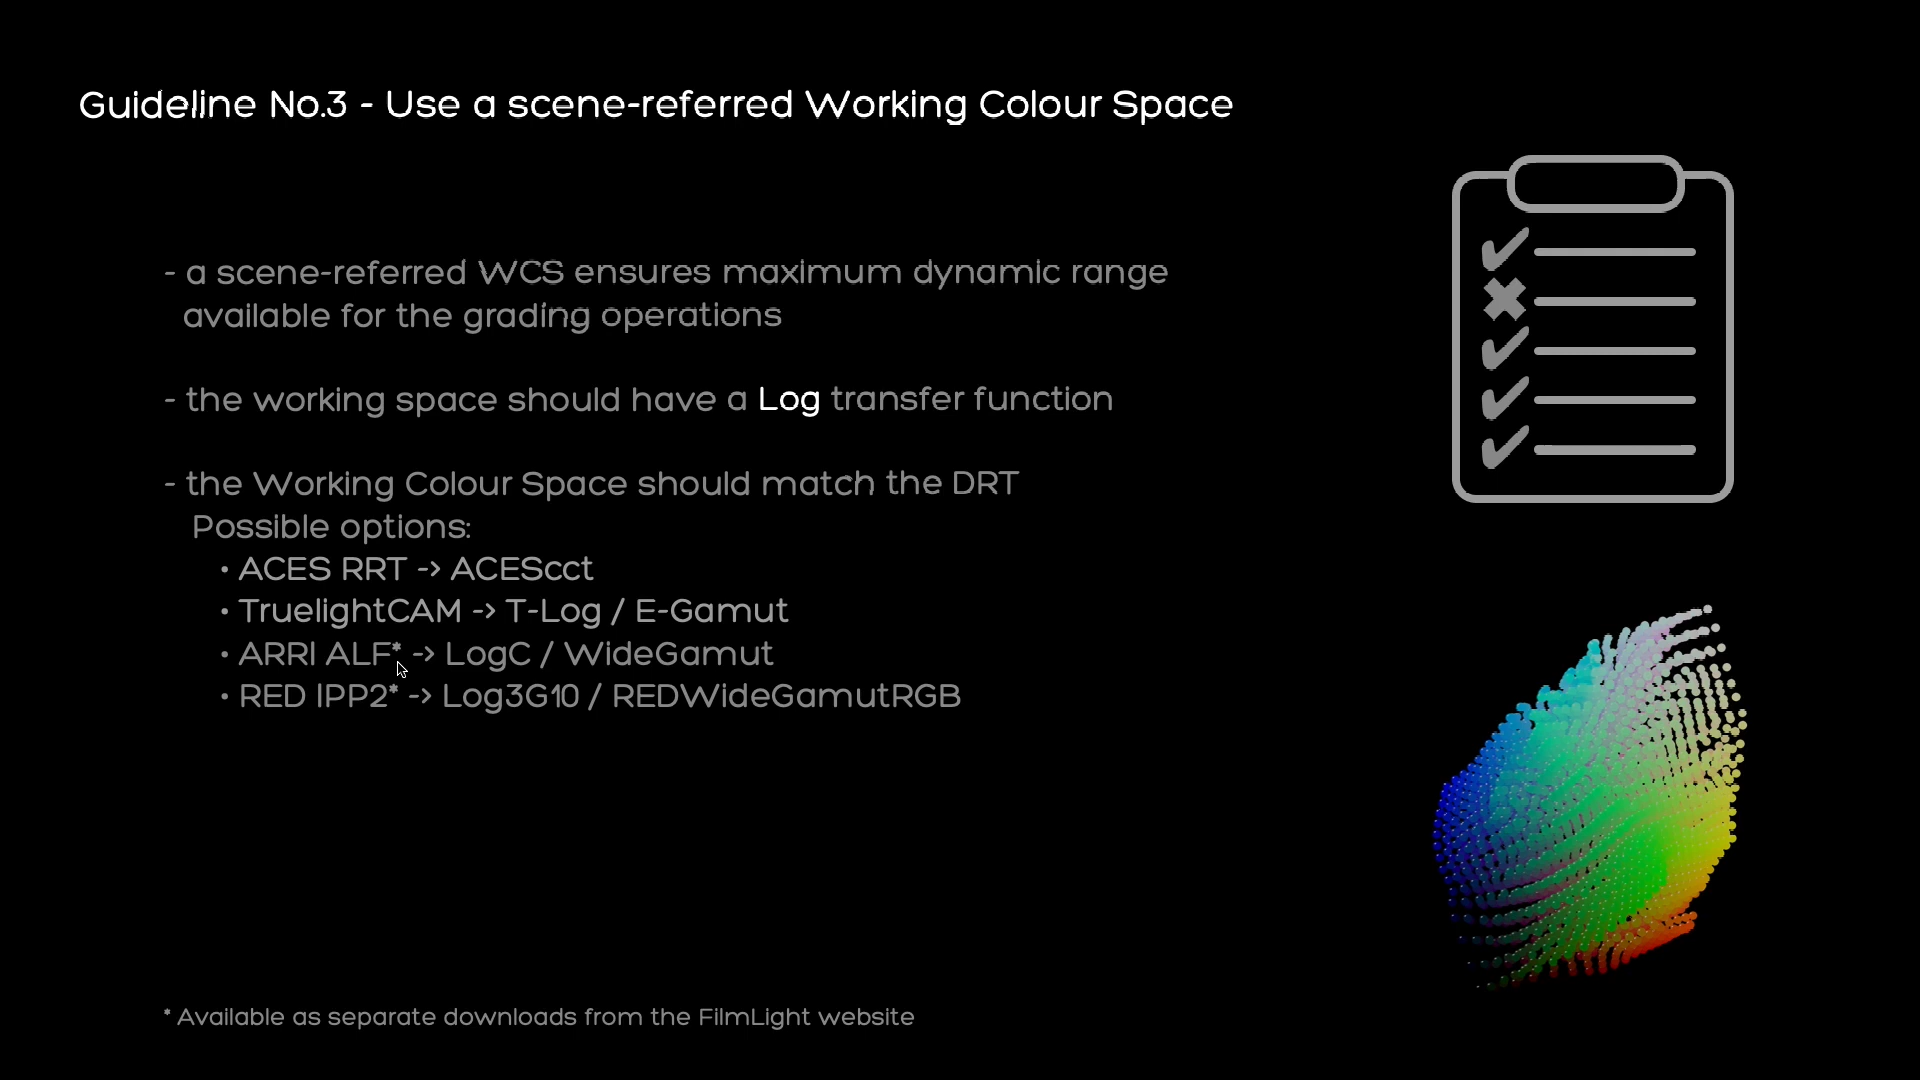 Guideline No.3 - Use a scene-referred Working Colour Space
- a scene-referred WCS ensures maximum dynamic range
available for the grading operations
- the working space should have a Log transfer function
- the Working Colour Space should match the DRT
Possible options:
• ACES RRT -> ACEScct
• TruelightCAM -> T-Log / E-Gamut
• ARRI ALF* -> LogC / WideGamut
• RED IPP2* -> Log3G10 / REDWideGamutRGB
* Available as separate downloads from the FilmLight website